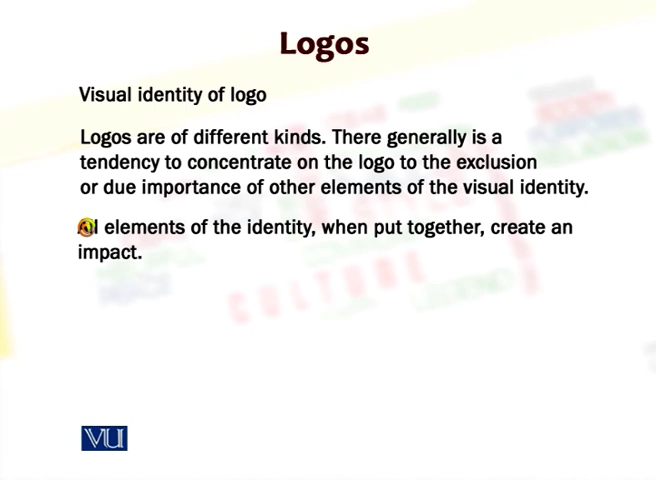 Logos
Visual identity of logo
Logos are of different kinds. There generally is a
tendency to concentrate on the logo to the exclusion
or due importance of other elements of the visual identity.
All elements of the identity, when put together, create an
impact.
CULTURE
VU